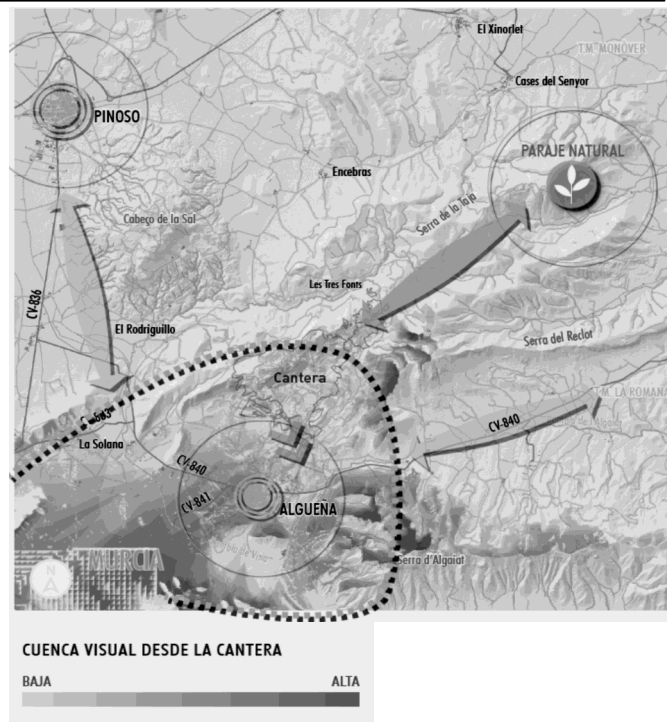 El Xinorlet
T.M. MONÒVER
Cases del Senyor
PINOSO
PARAJE NATURAL
Encebras
Cabeço de la Sal
Serra de la Taja
Les Tres Fonts
CV-836
El Rodriguillo
Serra del Reclot
Cantera
T.M. LA ROMANA
CV-840
La Solana
CV-840
CV-841
ALGUEÑA
MURCIA
Serra d'Algaiat
N
CUENCA VISUAL DESDE LA CANTERA
BAJA
ALTA